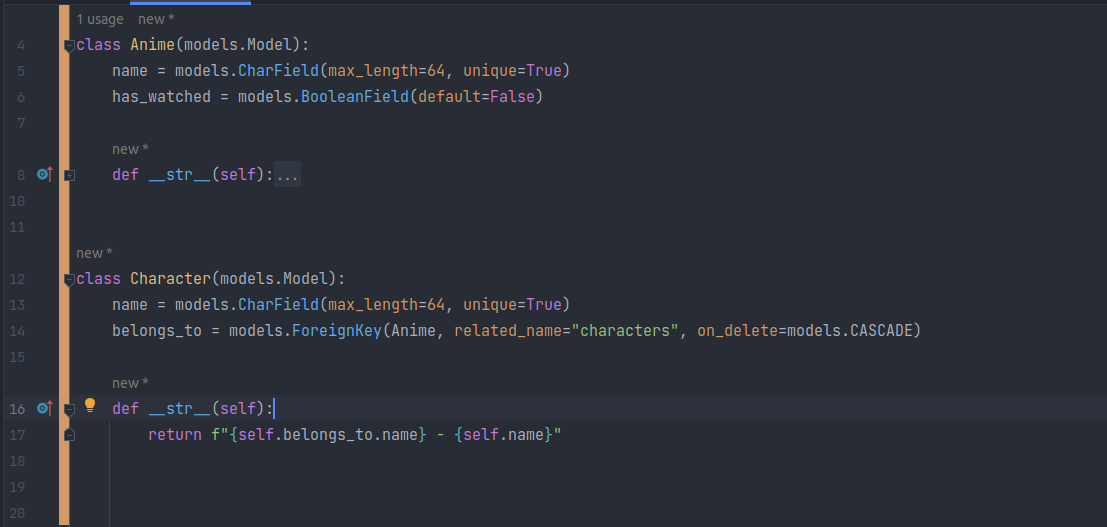 1 usage new *
4 class Anime(models.Model):
5 name = models.CharField(max_length=64, unique=True)
6 has_watched = models.BooleanField(default=False)
7
new *
8 def __str__(self):...
10
11
new *
12 class Character(models.Model):
13 name = models.CharField(max_length=64, unique=True)
14 belongs_to = models.ForeignKey(Anime, related_name="characters", on_delete=models.CASCADE)
15
new *
16 def __str__(self):
17 return f"{self.belongs_to.name} - {self.name}"
18
19
20